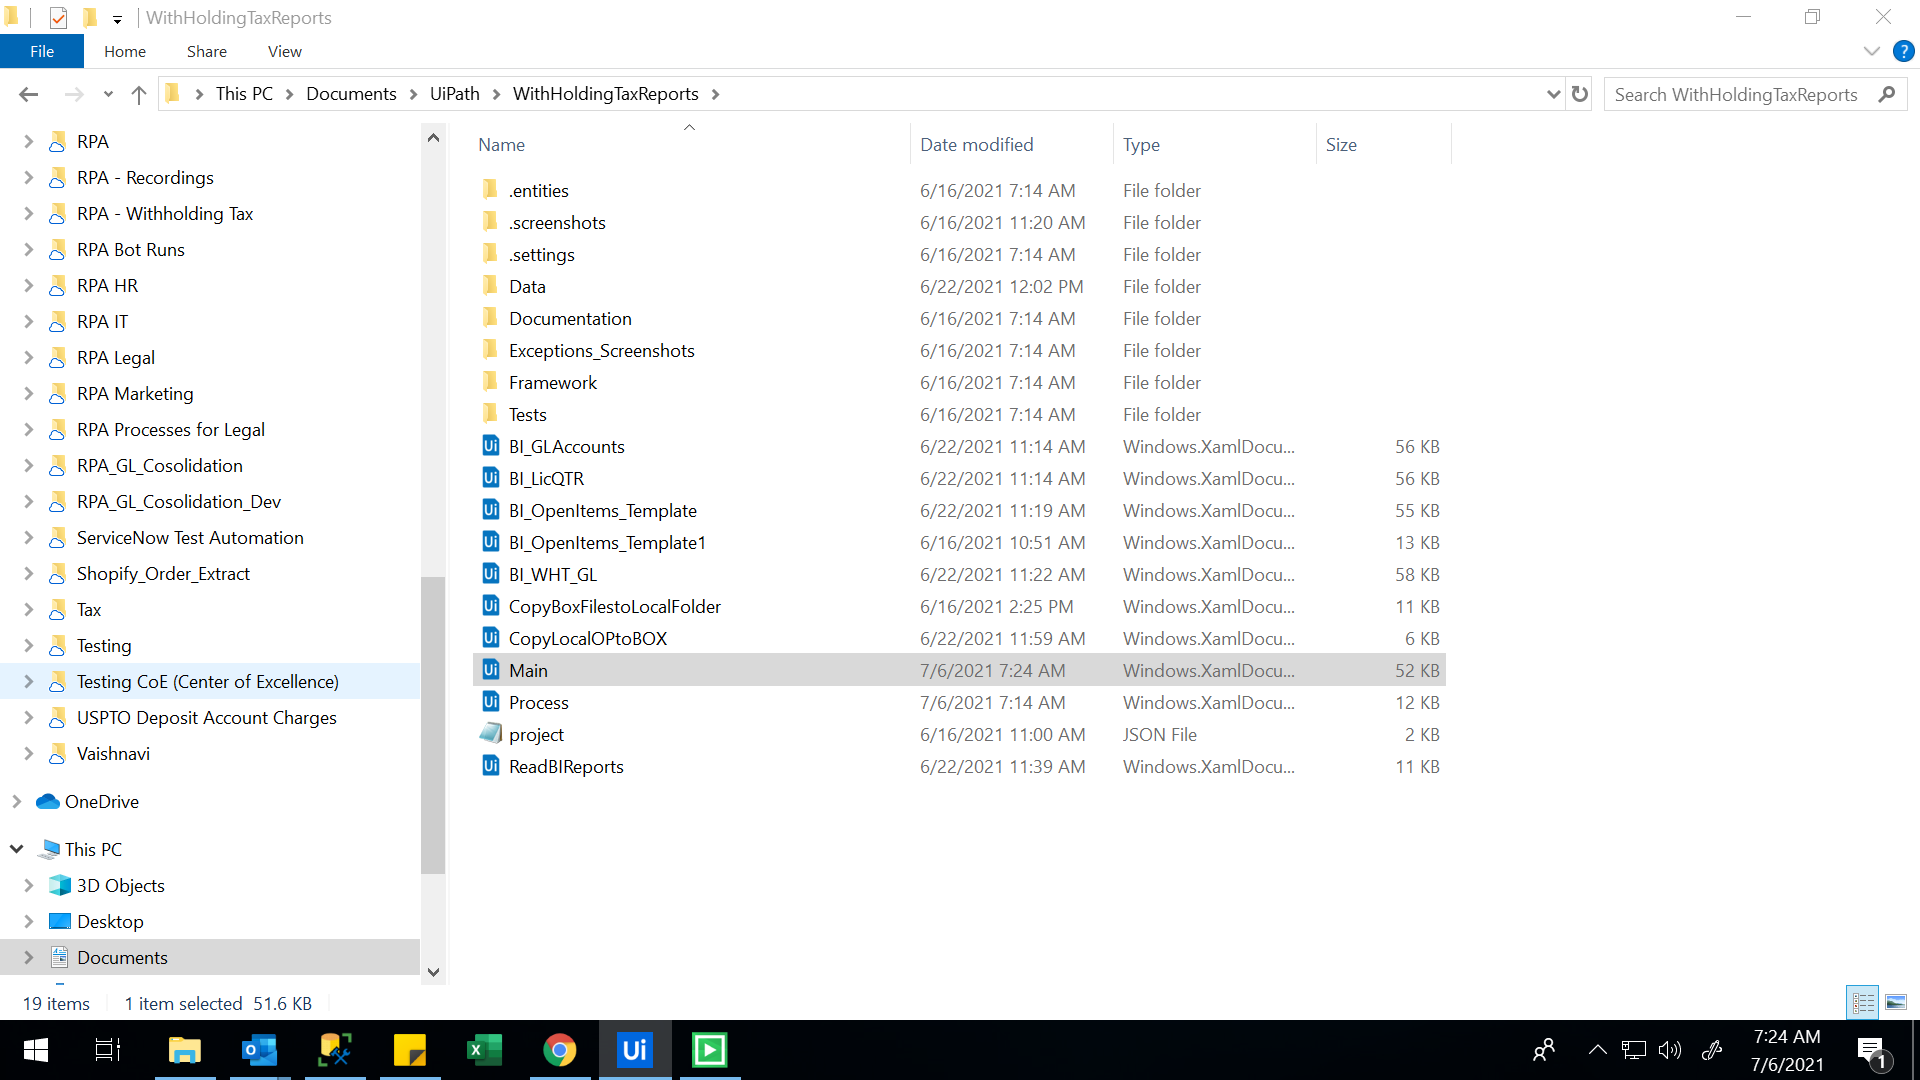 WithHoldingTaxReports
File Home Share View
This PC Documents UiPath WithHoldingTaxReports
Search WithHoldingTaxReports
RPA
RPA - Recordings
RPA - Withholding Tax
RPA Bot Runs
RPA HR
RPA IT
RPA Legal
RPA Marketing
RPA Processes for Legal
RPA_GL_Cosolidation
RPA_GL_Cosolidation_Dev
ServiceNow Test Automation
Shopify_Order_Extract
Tax
Testing
Testing CoE (Center of Excellence)
USPTO Deposit Account Charges
Vaishnavi
OneDrive
This PC
3D Objects
Desktop
Documents
Name Date modified Type Size
.entities 6/16/2021 7:14 AM File folder
.screenshots 6/16/2021 11:20 AM File folder
.settings 6/16/2021 7:14 AM File folder
Data 6/22/2021 12:02 PM File folder
Documentation 6/16/2021 7:14 AM File folder
Exceptions_Screenshots 6/16/2021 7:14 AM File folder
Framework 6/16/2021 7:14 AM File folder
Tests 6/16/2021 7:14 AM File folder
Ui BI_GLAccounts 6/22/2021 11:14 AM Windows.XamlDocu... 56 KB
Ui BI_LicQTR 6/22/2021 11:14 AM Windows.XamlDocu... 56 KB
Ui BI_OpenItems_Template 6/22/2021 11:19 AM Windows.XamlDocu... 55 KB
Ui BI_OpenItems_Template1 6/16/2021 10:51 AM Windows.XamlDocu... 13 KB
Ui BI_WHT_GL 6/22/2021 11:22 AM Windows.XamlDocu... 58 KB
Ui CopyBoxFilestoLocalFolder 6/16/2021 2:25 PM Windows.XamlDocu... 11 KB
Ui CopyLocalOPtoBOX 6/22/2021 11:59 AM Windows.XamlDocu... 6 KB
Ui Main 7/6/2021 7:24 AM Windows.XamlDocu... 52 KB
Ui Process 7/6/2021 7:14 AM Windows.XamlDocu... 12 KB
project 6/16/2021 11:00 AM JSON File 2 KB
Ui ReadBIReports 6/22/2021 11:39 AM Windows.XamlDocu... 11 KB
19 items 1 item selected 51.6 KB
Ui
7:24 AM
7/6/2021
1